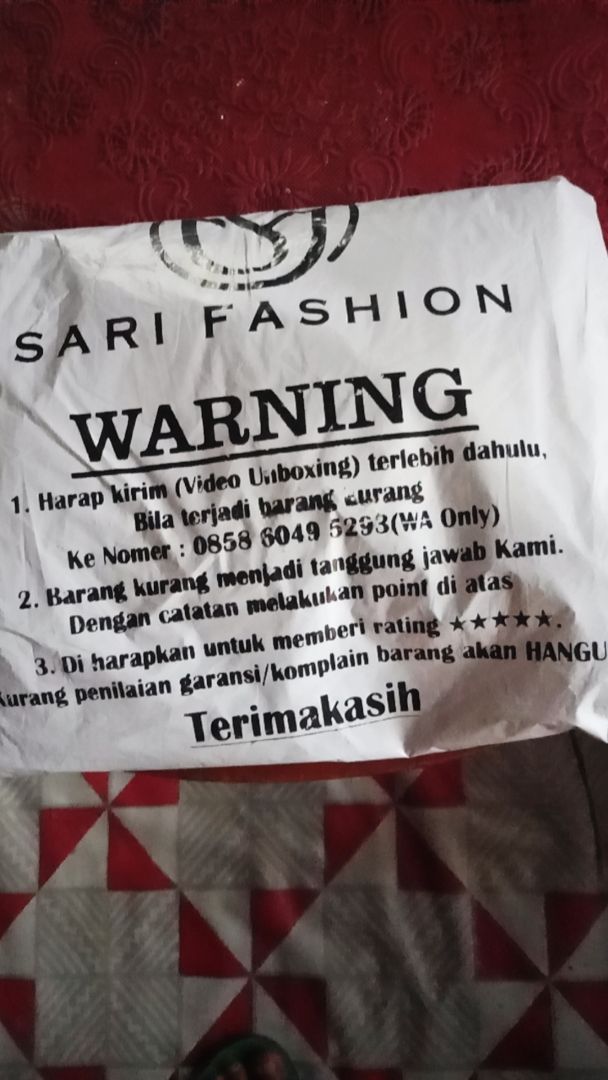 SARI FASHION
WARNING
1. Harap kirim (Video Unboxing) terlebih dahulu,
Bila terjadi barang kurang
Ke Nomer : 0858 6049 5293(WA Only)
2. Barang kurang menjadi tanggung jawab Kami.
Dengan catatan melakukan point di atas
3. Di harapkan untuk memberi rating ★★★★★.
Kurang penilaian garansi/komplain barang akan HANGU
Terimakasih